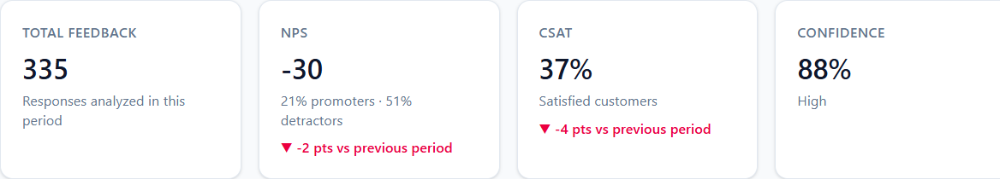 TOTAL FEEDBACK
335
Responses analyzed in this
period
NPS
-30
21% promoters · 51%
detractors
▼ -2 pts vs previous period
CSAT
37%
Satisfied customers
▼ -4 pts vs previous period
CONFIDENCE
88%
High